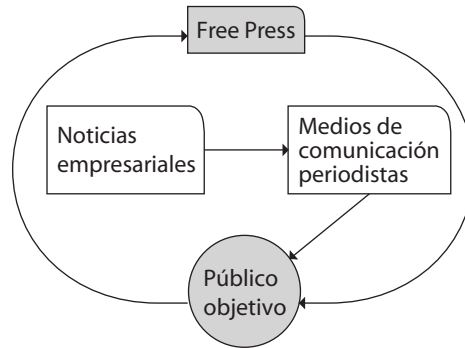 Free Press
Noticias
empresariales
Medios de
comunicación
periodistas
Público
objetivo